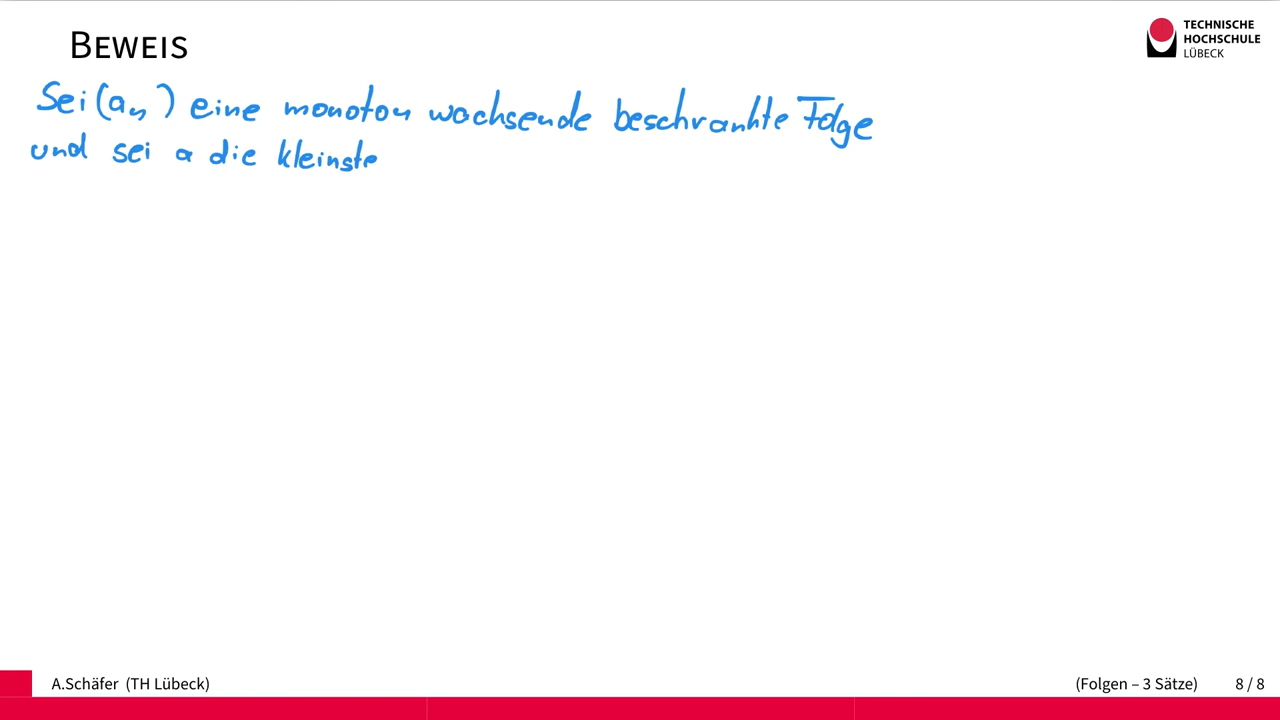 BEWEIS
TECHNISCHE
HOCHSCHULE
LÜBECK
Sei (aₙ) eine monoton wachsende beschrankte Folge
und sei a die kleinste
A.Schäfer (TH Lübeck)
(Folgen – 3 Sätze)
8 / 8